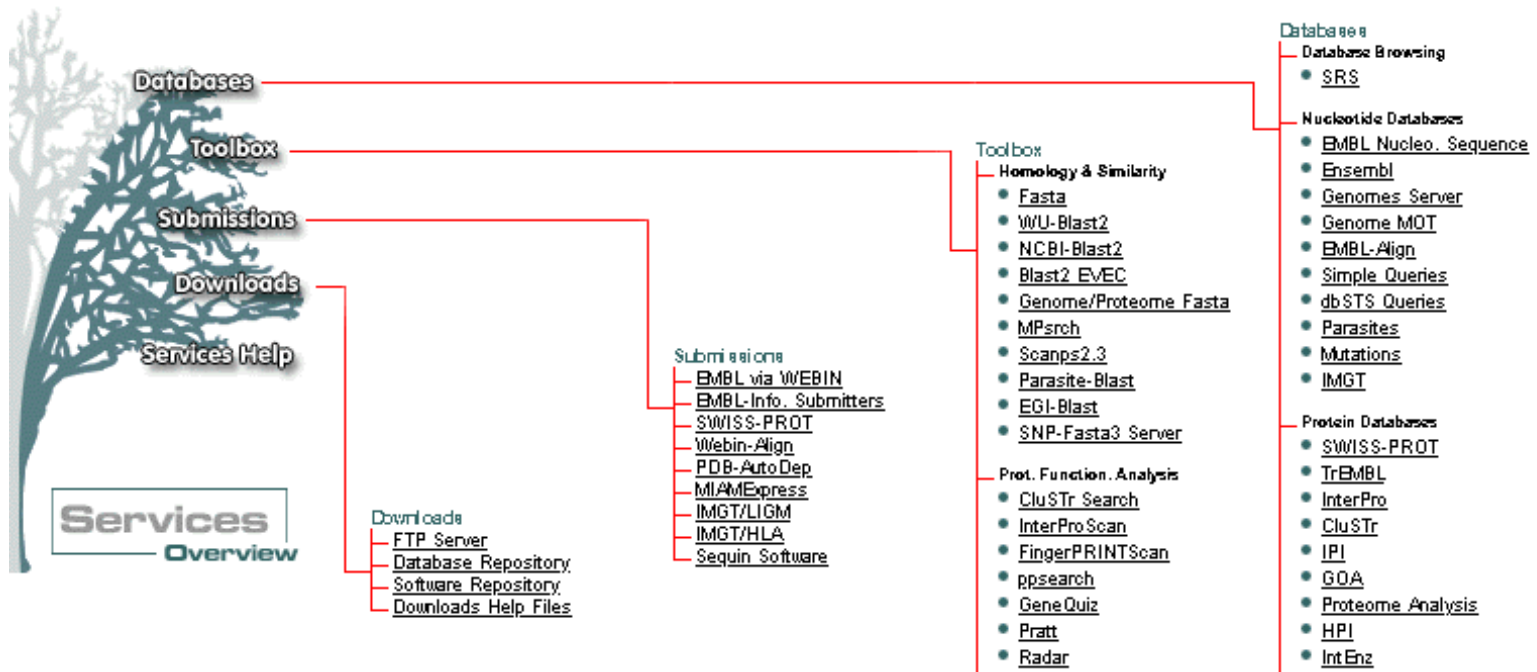 Databases
Toolbox
Submissions
Downloads
Services Help
Services
Overview
Downloads
FTP Server
Database Repository
Software Repository
Downloads Help Files
Submissions
EMBL via WEBIN
EMBL-Info. Submitters
SWISS-PROT
Webin-Align
PDB-AutoDep
MIAMExpress
IMGT/LIGM
IMGT/HLA
Sequin Software
Toolbox
Homology & Similarity
Fasta
WU-Blast2
NCBI-Blast2
Blast2 EVEC
Genome/Proteome Fasta
MPsrch
Scanps2.3
Parasite-Blast
EGI-Blast
SNP-Fasta3 Server
Prot. Function. Analysis
CluSTr Search
InterProScan
FingerPRINTScan
ppsearch
GeneQuiz
Pratt
Radar
Databases
Database Browsing
SRS
Nucleotide Databases
EMBL Nucleo. Sequence
Ensembl
Genomes Server
Genome MOT
EMBL-Align
Simple Queries
dbSTS Queries
Parasites
Mutations
IMGT
Protein Databases
SWISS-PROT
TrEMBL
InterPro
CluSTr
IPI
GOA
Proteome Analysis
HPI
IntEnz